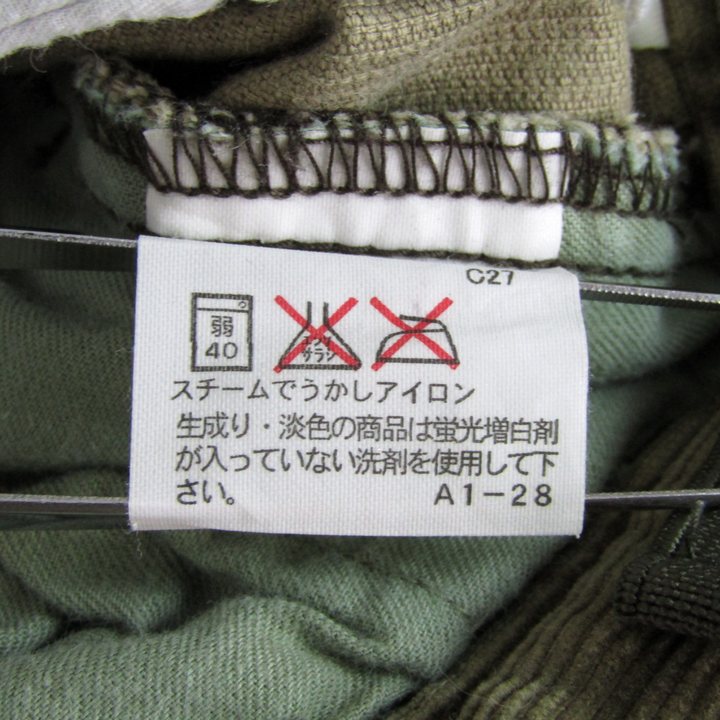 C27
弱
40
エンソ
サラシ
スチームでうかしアイロン
生成り・淡色の商品は蛍光増白剤
が入っていない洗剤を使用して下
さい。 A1-28